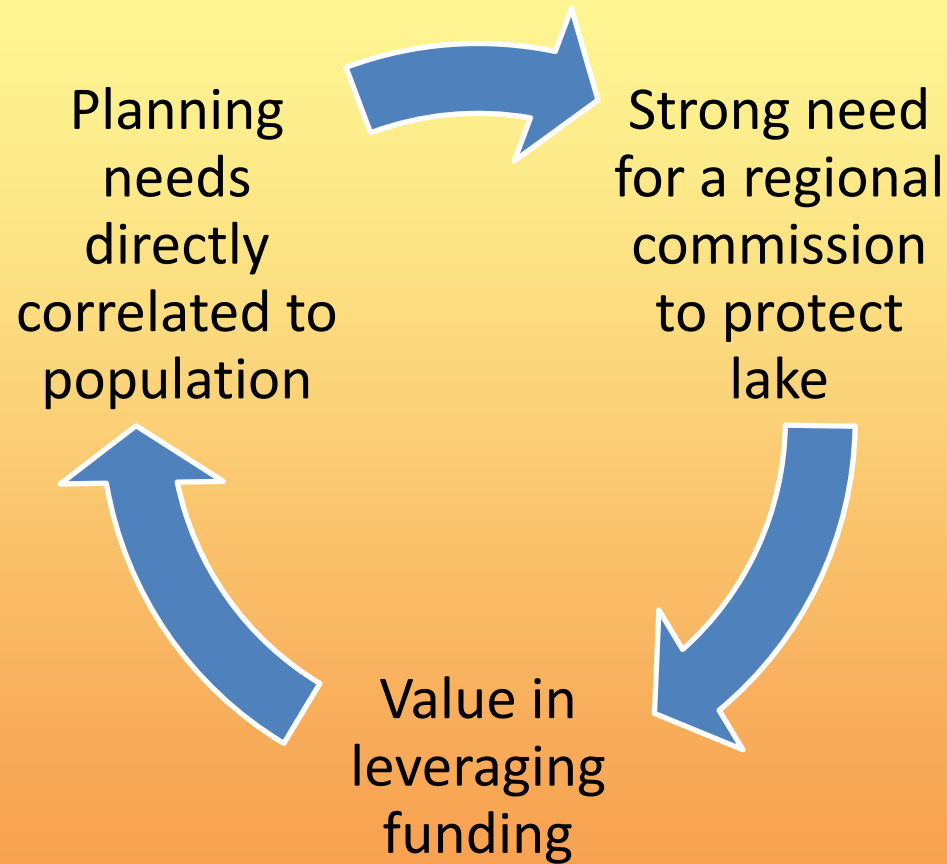 Planning
needs
directly
correlated to
population
Strong need
for a regional
commission
to protect
lake
Value in
leveraging
funding